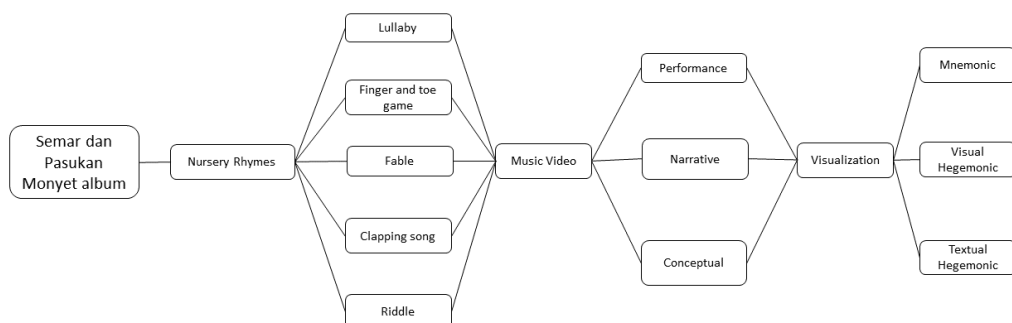 Semar dan
Pasukan
Monyet album
Nursery Rhymes
Lullaby
Finger and toe
game
Fable
Clapping song
Riddle
Music Video
Performance
Narrative
Conceptual
Visualization
Mnemonic
Visual
Hegemonic
Textual
Hegemonic